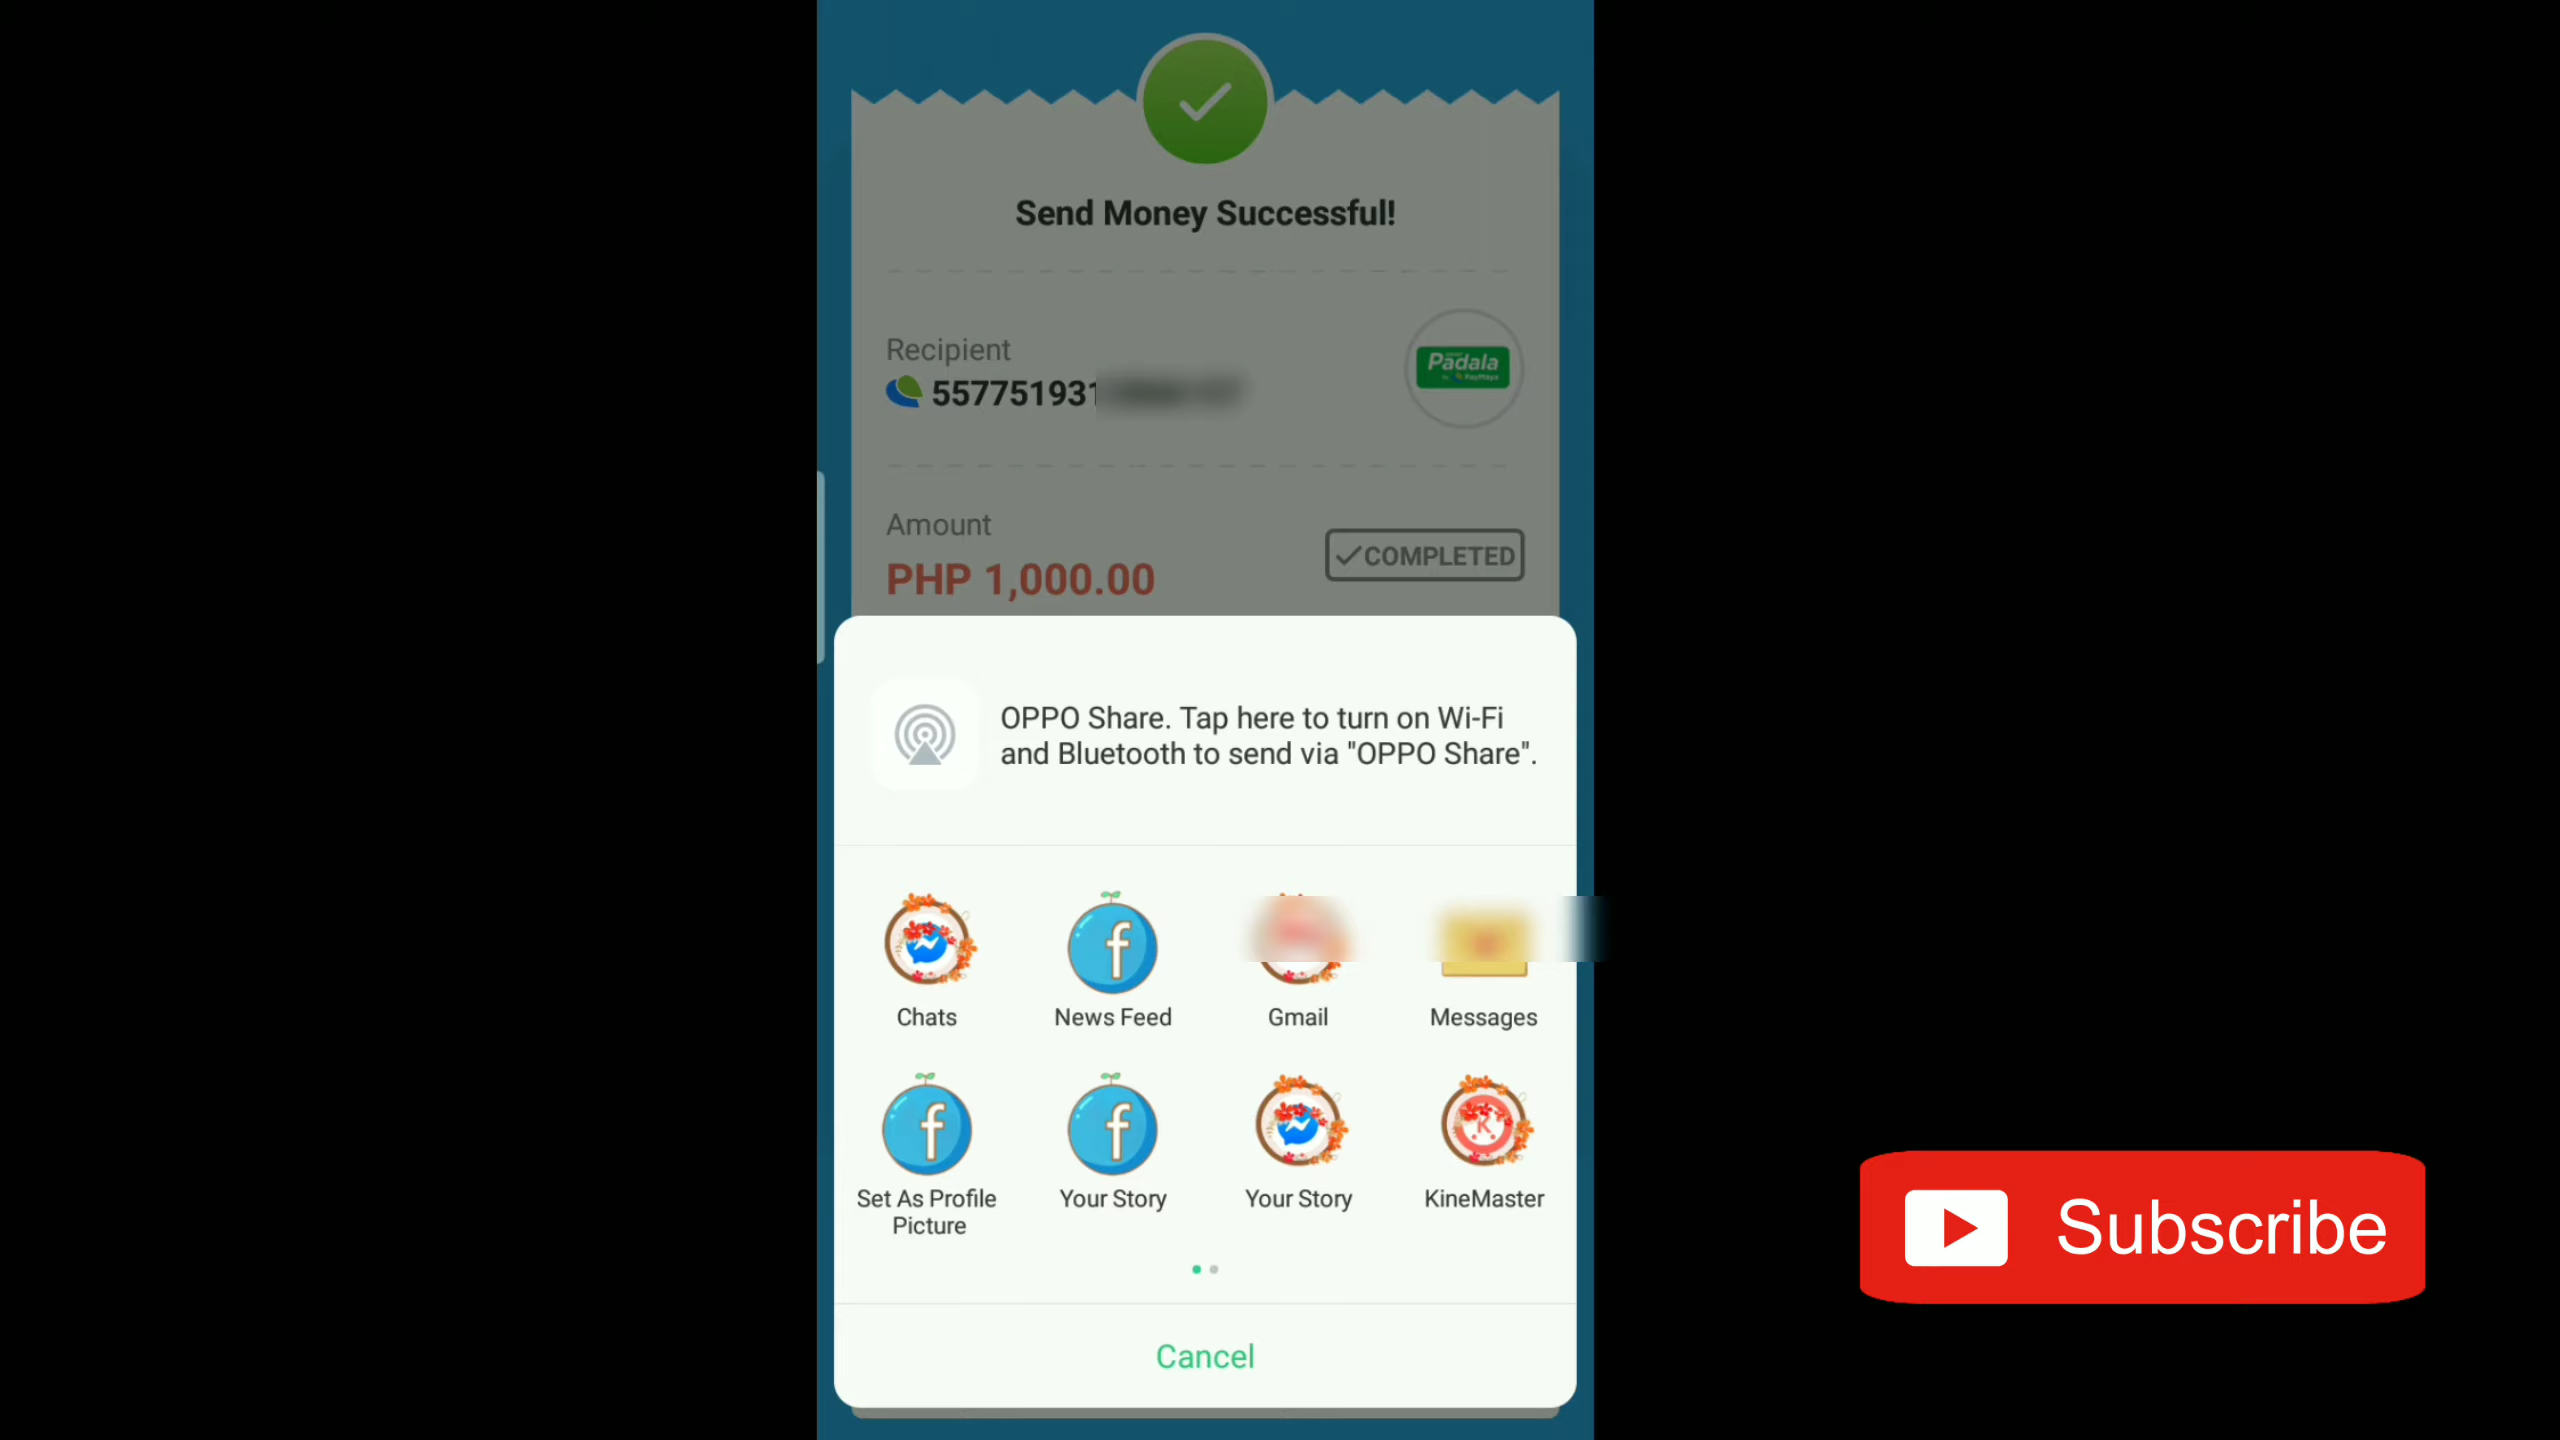 Send Money Successful!
Recipient
557751931
Padala
by PayMaya
Amount
PHP 1,000.00
COMPLETED
OPPO Share. Tap here to turn on Wi-Fi
and Bluetooth to send via "OPPO Share".
Chats
News Feed
Gmail
Messages
Set As Profile
Picture
Your Story
Your Story
KineMaster
Cancel
Subscribe